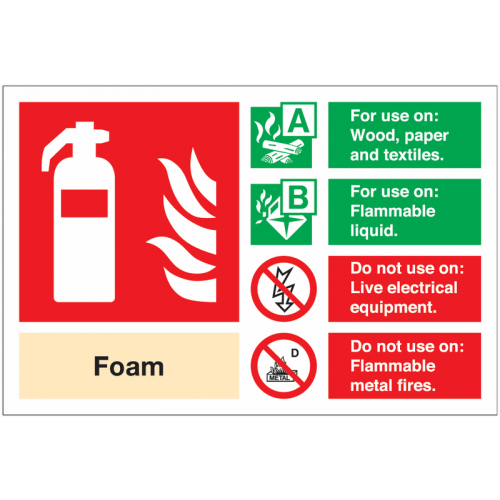 A
For use on:
Wood, paper
and textiles.
B
For use on:
Flammable
liquid.
Do not use on:
Live electrical
equipment.
D
METAL
Do not use on:
Flammable
metal fires.
Foam